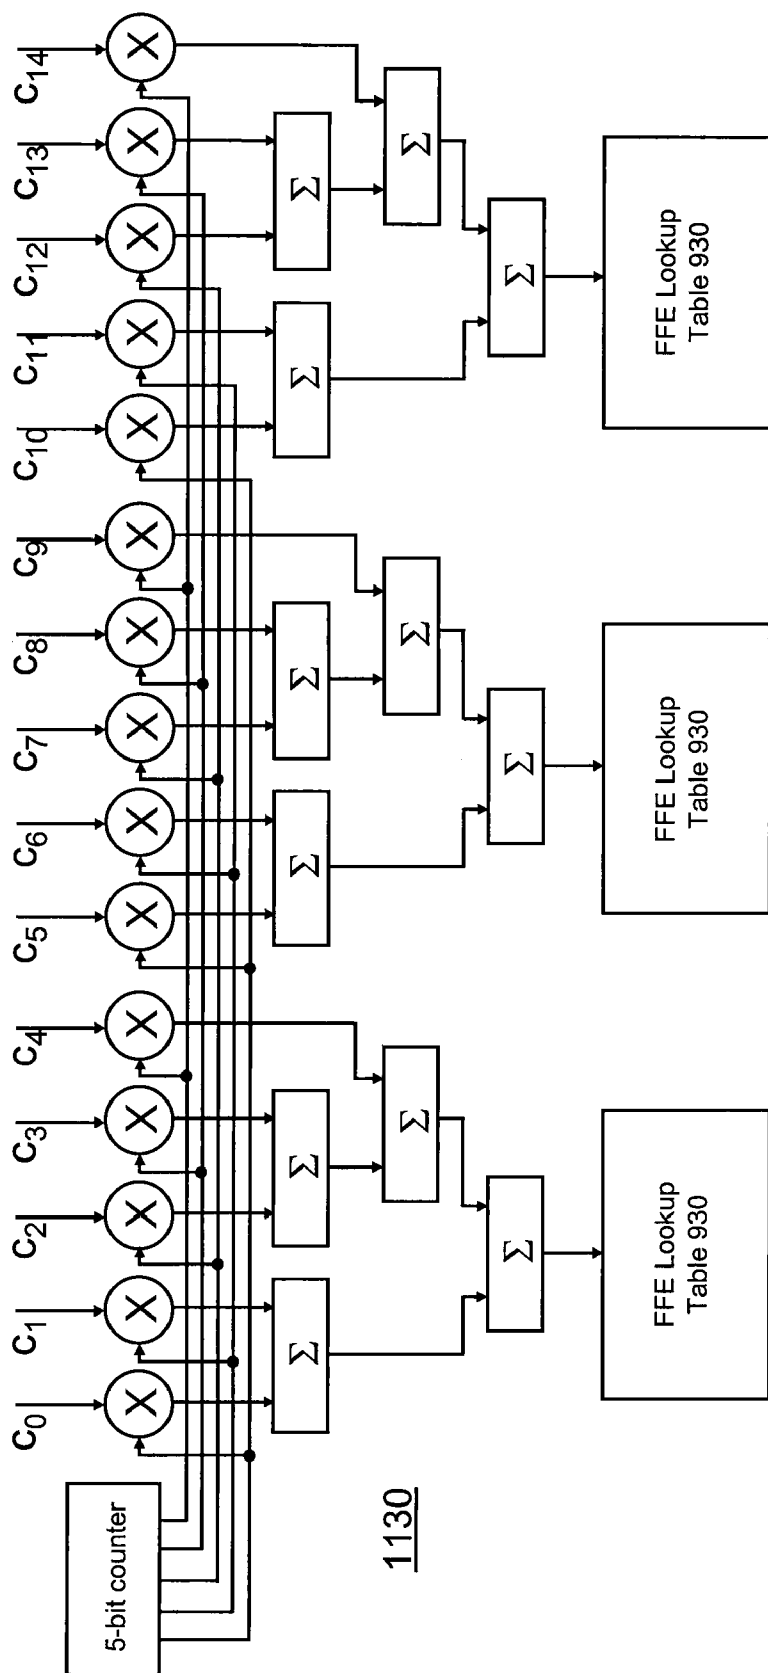 C14
X
Σ
C13
X
Σ
C12
X
Σ
FFE Lookup
Table 930
C11
X
Σ
C10
X
C9
X
Σ
C8
X
Σ
C7
X
Σ
FFE Lookup
Table 930
C6
X
Σ
C5
X
C4
X
Σ
C3
X
Σ
C2
X
Σ
FFE Lookup
Table 930
C1
X
Σ
C0
X
5-bit counter
1130